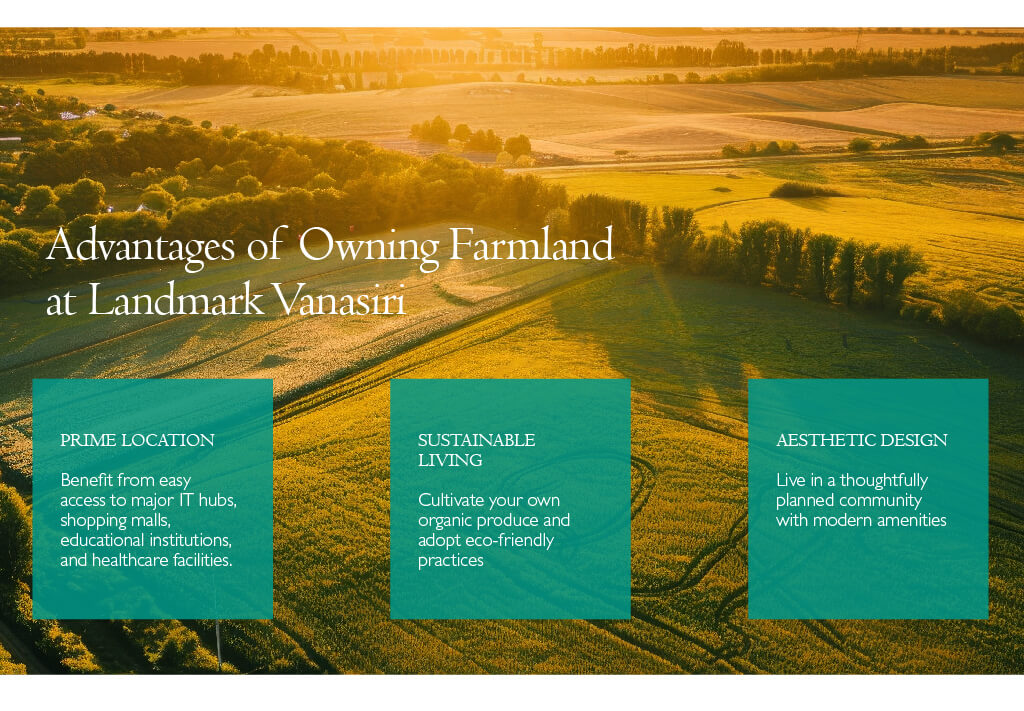 Advantages of Owning Farmland
at Landmark Vanasiri
PRIME LOCATION
Benefit from easy
access to major IT hubs,
shopping malls,
educational institutions,
and healthcare facilities.
SUSTAINABLE
LIVING
Cultivate your own
organic produce and
adopt eco-friendly
practices
AESTHETIC DESIGN
Live in a thoughtfully
planned community
with modern amenities